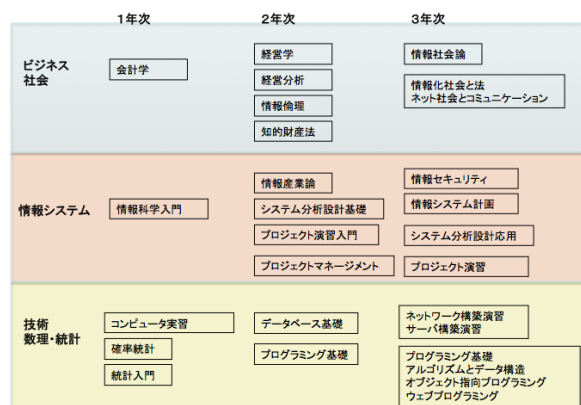 1年次
2年次
3年次
ビジネス
社会
会計学
経営学
経営分析
情報倫理
知的財産法
情報社会論
情報化社会と法
ネット社会とコミュニケーション
情報システム
情報科学入門
情報産業論
システム分析設計基礎
プロジェクト演習入門
プロジェクトマネージメント
情報セキュリティ
情報システム計画
システム分析設計応用
プロジェクト演習
技術
数理・統計
コンピュータ実習
確率統計
統計入門
データベース基礎
プログラミング基礎
ネットワーク構築演習
サーバ構築演習
プログラミング基礎
アルゴリズムとデータ構造
オブジェクト指向プログラミング
ウェブプログラミング